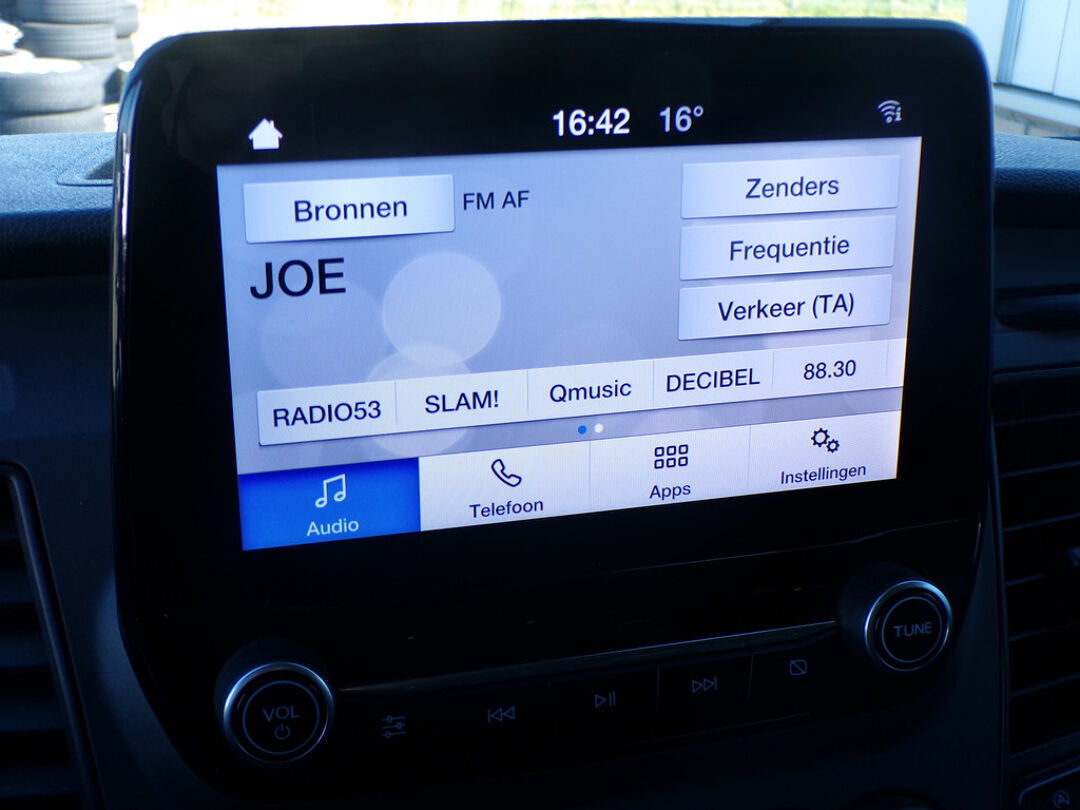 16:42 16°
Bronnen FM AF
JOE
Zenders
Frequentie
Verkeer (TA)
RADIO53 SLAM! Qmusic DECIBEL 88.30
Audio Telefoon Apps Instellingen
VOL
TUNE